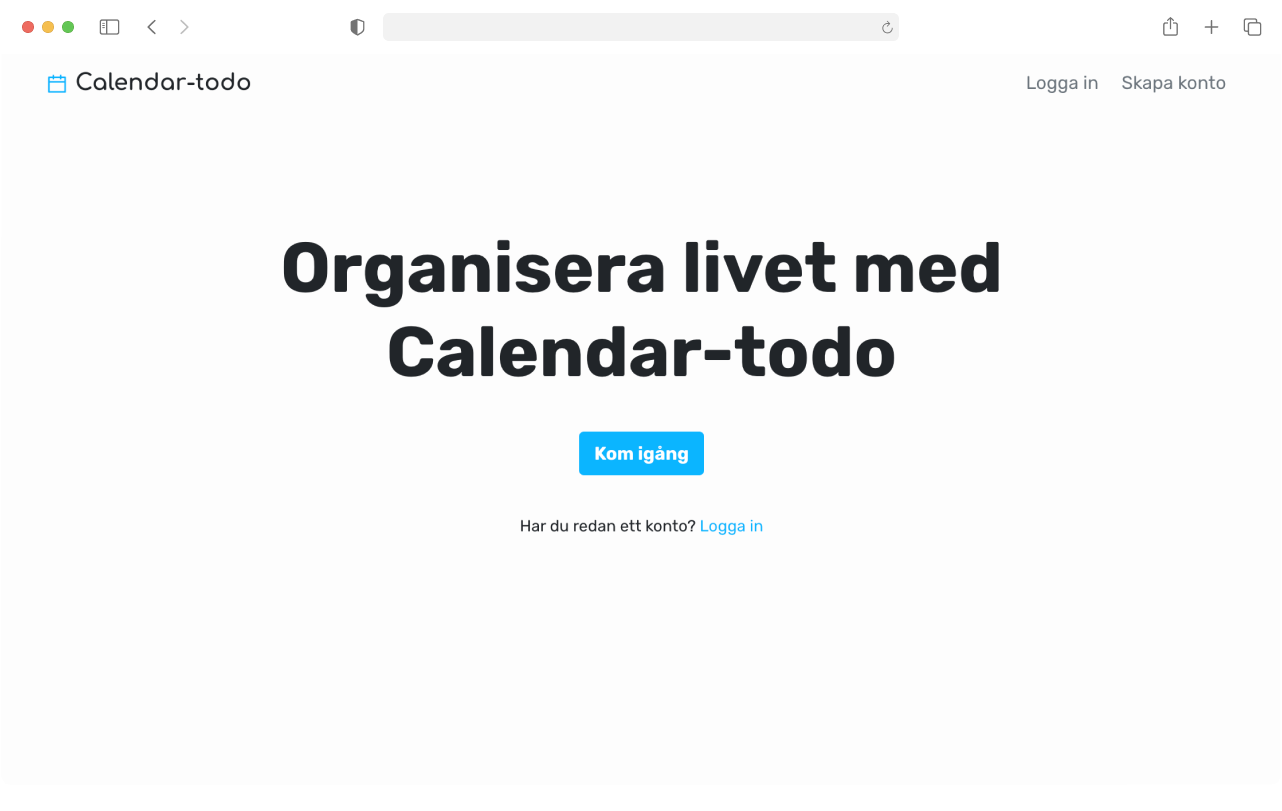 Calendar-todo
Logga in
Skapa konto
Organisera livet med
Calendar-todo
Kom igång
Har du redan ett konto? Logga in